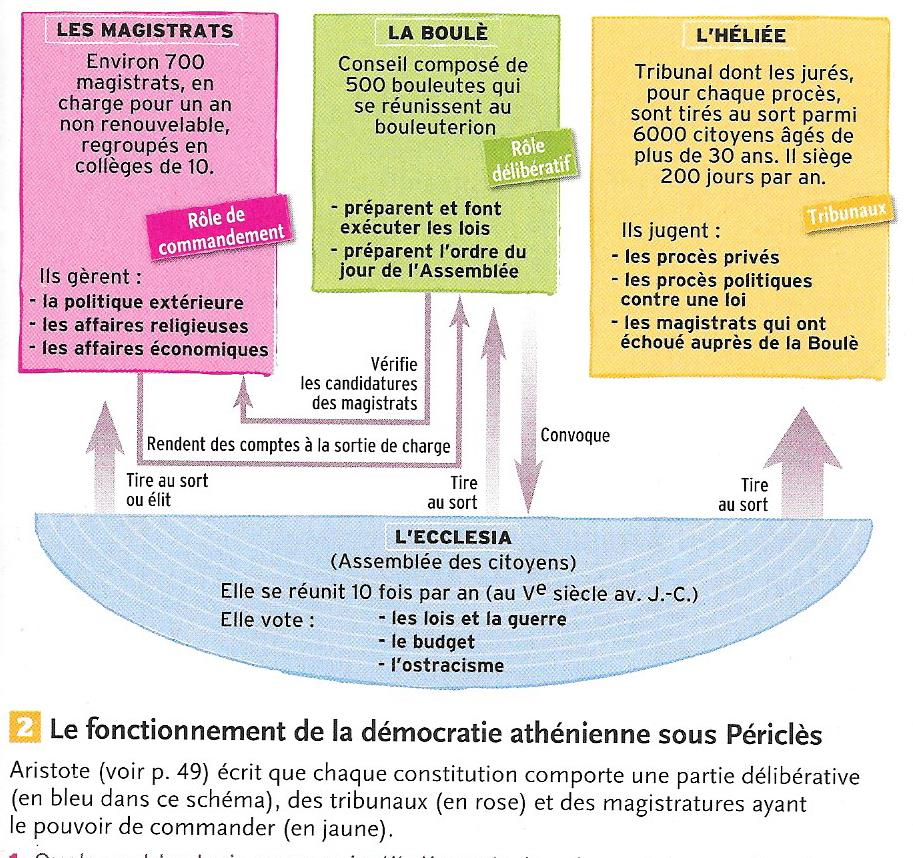 LES MAGISTRATS
Environ 700
magistrats, en
charge pour un an
non renouvelable,
regroupés en
collèges de 10.
Rôle de
commandement
Ils gèrent :
- la politique extérieure
- les affaires religieuses
- les affaires économiques
LA BOULÈ
Conseil composé de
500 bouleutes qui
se réunissent au
bouleuterion
Rôle
délibératif
- préparent et font
exécuter les lois
- préparent l'ordre du
jour de l'Assemblée
L'HÉLIÉE
Tribunal dont les jurés,
pour chaque procès,
sont tirés au sort parmi
6000 citoyens âgés de
plus de 30 ans. Il siège
200 jours par an.
Tribunaux
Ils jugent :
- les procès privés
- les procès politiques
contre une loi
- les magistrats qui ont
échoué auprès de la Boulè
Vérifie
les candidatures
des magistrats
Rendent des comptes à la sortie de charge
Convoque
Tire au sort
ou élit
Tire
au sort
Tire
au sort
L'ECCLESIA
(Assemblée des citoyens)
Elle se réunit 10 fois par an (au Ve siècle av. J.-C.)
Elle vote :
- les lois et la guerre
- le budget
- l'ostracisme
2 Le fonctionnement de la démocratie athénienne sous Périclès
Aristote (voir p. 49) écrit que chaque constitution comporte une partie délibérative
(en bleu dans ce schéma), des tribunaux (en rose) et des magistratures ayant
le pouvoir de commander (en jaune).